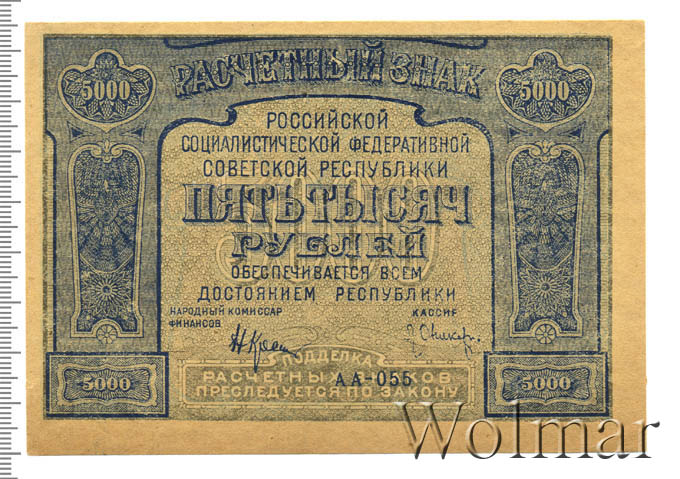 РАСЧЕТНЫЙ ЗНАК
5000 5000
РОССИЙСКОЙ
СОЦИАЛИСТИЧЕСКОЙ ФЕДЕРАТИВНОЙ
СОВЕТСКОЙ РЕСПУБЛИКИ
ПЯТЬ ТЫСЯЧ
РУБЛЕЙ
ОБЕСПЕЧИВАЕТСЯ ВСЕМ
ДОСТОЯНИЕМ РЕСПУБЛИКИ
НАРОДНЫЙ КОМИССАР
ФИНАНСОВ
КАССИР
ПОДДЕЛКА
РАСЧЕТНЫХ ЗНАКОВ
ПРЕСЛЕДУЕТСЯ ПО ЗАКОНУ
АА-055
5000 5000
Wolmar